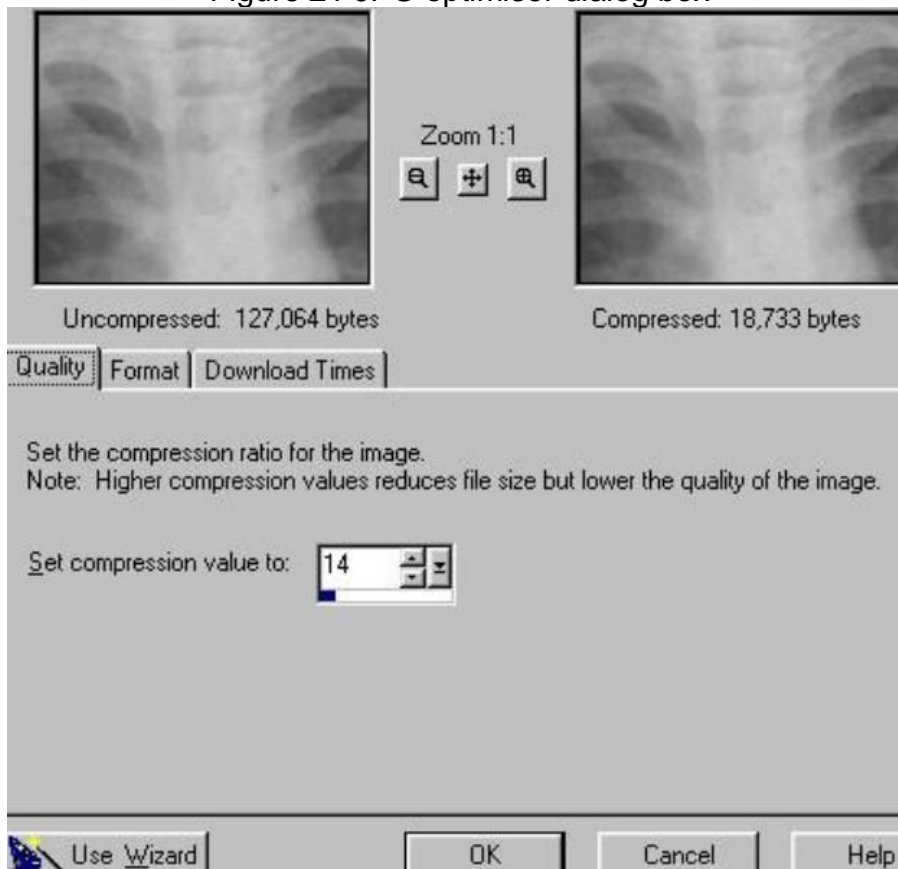 Zoom 1:1
Uncompressed: 127,064 bytes
Compressed: 18,733 bytes
Quality
Format
Download Times
Set the compression ratio for the image.
Note: Higher compression values reduces file size but lower the quality of the image.
Set compression value to:
14
Use Wizard
OK
Cancel
Help